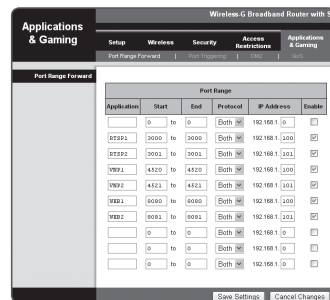 Wireless-G Broadband Router with S
Applications & Gaming
Setup Wireless Security Access Restrictions Applications & Gaming
Port Range Forward | Port Triggering | DMZ | QoS
Port Range Forward
Port Range
Application Start End Protocol IP Address Enable
0 to 0 Both 192.168.1. 0
RTSP1 3000 to 3000 Both 192.168.1. 100
RTSP2 3001 to 3001 Both 192.168.1. 101
VNP1 4520 to 4520 Both 192.168.1. 100
VNP2 4521 to 4521 Both 192.168.1. 101
WEB1 8080 to 8080 Both 192.168.1. 100
WEB2 8081 to 8081 Both 192.168.1. 101
0 to 0 Both 192.168.1. 0
0 to 0 Both 192.168.1. 0
0 to 0 Both 192.168.1. 0
Save Settings Cancel Changes